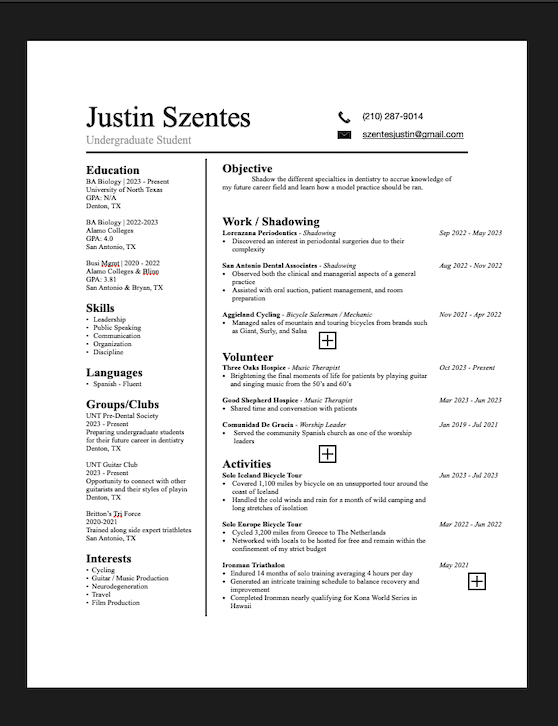 Justin Szentes
Undergraduate Student
(210) 287-9014
szentesjustin@gmail.com
Education
BA Biology | 2023 - Present
University of North Texas
GPA: N/A
Denton, TX
BA Biology | 2022-2023
Alamo Colleges
GPA: 4.0
San Antonio, TX
Busi Mgmt | 2020 - 2022
Alamo Colleges & Blinn
GPA: 3.81
San Antonio & Bryan, TX
Skills
• Leadership
• Public Speaking
• Communication
• Organization
• Discipline
Languages
• Spanish - Fluent
Groups/Clubs
UNT Pre-Dental Society
2023 - Present
Preparing undergraduate students
for their future career in dentistry
Denton, TX
UNT Guitar Club
2023 - Present
Opportunity to connect with other
guitarists and their styles of playin
Denton, TX
Britton's Tri Force
2020-2021
Trained along side expert triathletes
San Antonio, TX
Interests
• Cycling
• Guitar / Music Production
• Neurodegeneration
• Travel
• Film Production
Objective
Shadow the different specialties in dentistry to accrue knowledge of
my future career field and learn how a model practice should be ran.
Work / Shadowing
Lorenzana Periodontics - Shadowing Sep 2022 - May 2023
• Discovered an interest in periodontal surgeries due to their
complexity
San Antonio Dental Associates - Shadowing Aug 2022 - Nov 2022
• Observed both the clinical and managerial aspects of a general
practice
• Assisted with oral suction, patient management, and room
preparation
Aggieland Cycling - Bicycle Salesman / Mechanic Nov 2021 - Apr 2022
• Managed sales of mountain and touring bicycles from brands such
as Giant, Surly, and Salsa
Volunteer
Three Oaks Hospice - Music Therapist Oct 2023 - Present
• Brightening the final moments of life for patients by playing guitar
and singing music from the 50's and 60's
Good Shepherd Hospice - Music Therapist Mar 2023 - Jun 2023
• Shared time and conversation with patients
Comunidad De Gracia - Worship Leader Jan 2019 - Jul 2021
• Served the community Spanish church as one of the worship
leaders
Activities
Solo Iceland Bicycle Tour Jun 2023 - Jul 2023
• Covered 1,100 miles by bicycle on an unsupported tour around the
coast of Iceland
• Handled the cold winds and rain for a month of wild camping and
long stretches of isolation
Solo Europe Bicycle Tour Mar 2022 - Jun 2022
• Cycled 3,200 miles from Greece to The Netherlands
• Networked with locals to be hosted for free and remain within the
confinement of my strict budget
Ironman Triathalon May 2021
• Endured 14 months of solo training averaging 4 hours per day
• Generated an intricate training schedule to balance recovery and
improvement
• Completed Ironman nearly qualifying for Kona World Series in
Hawaii